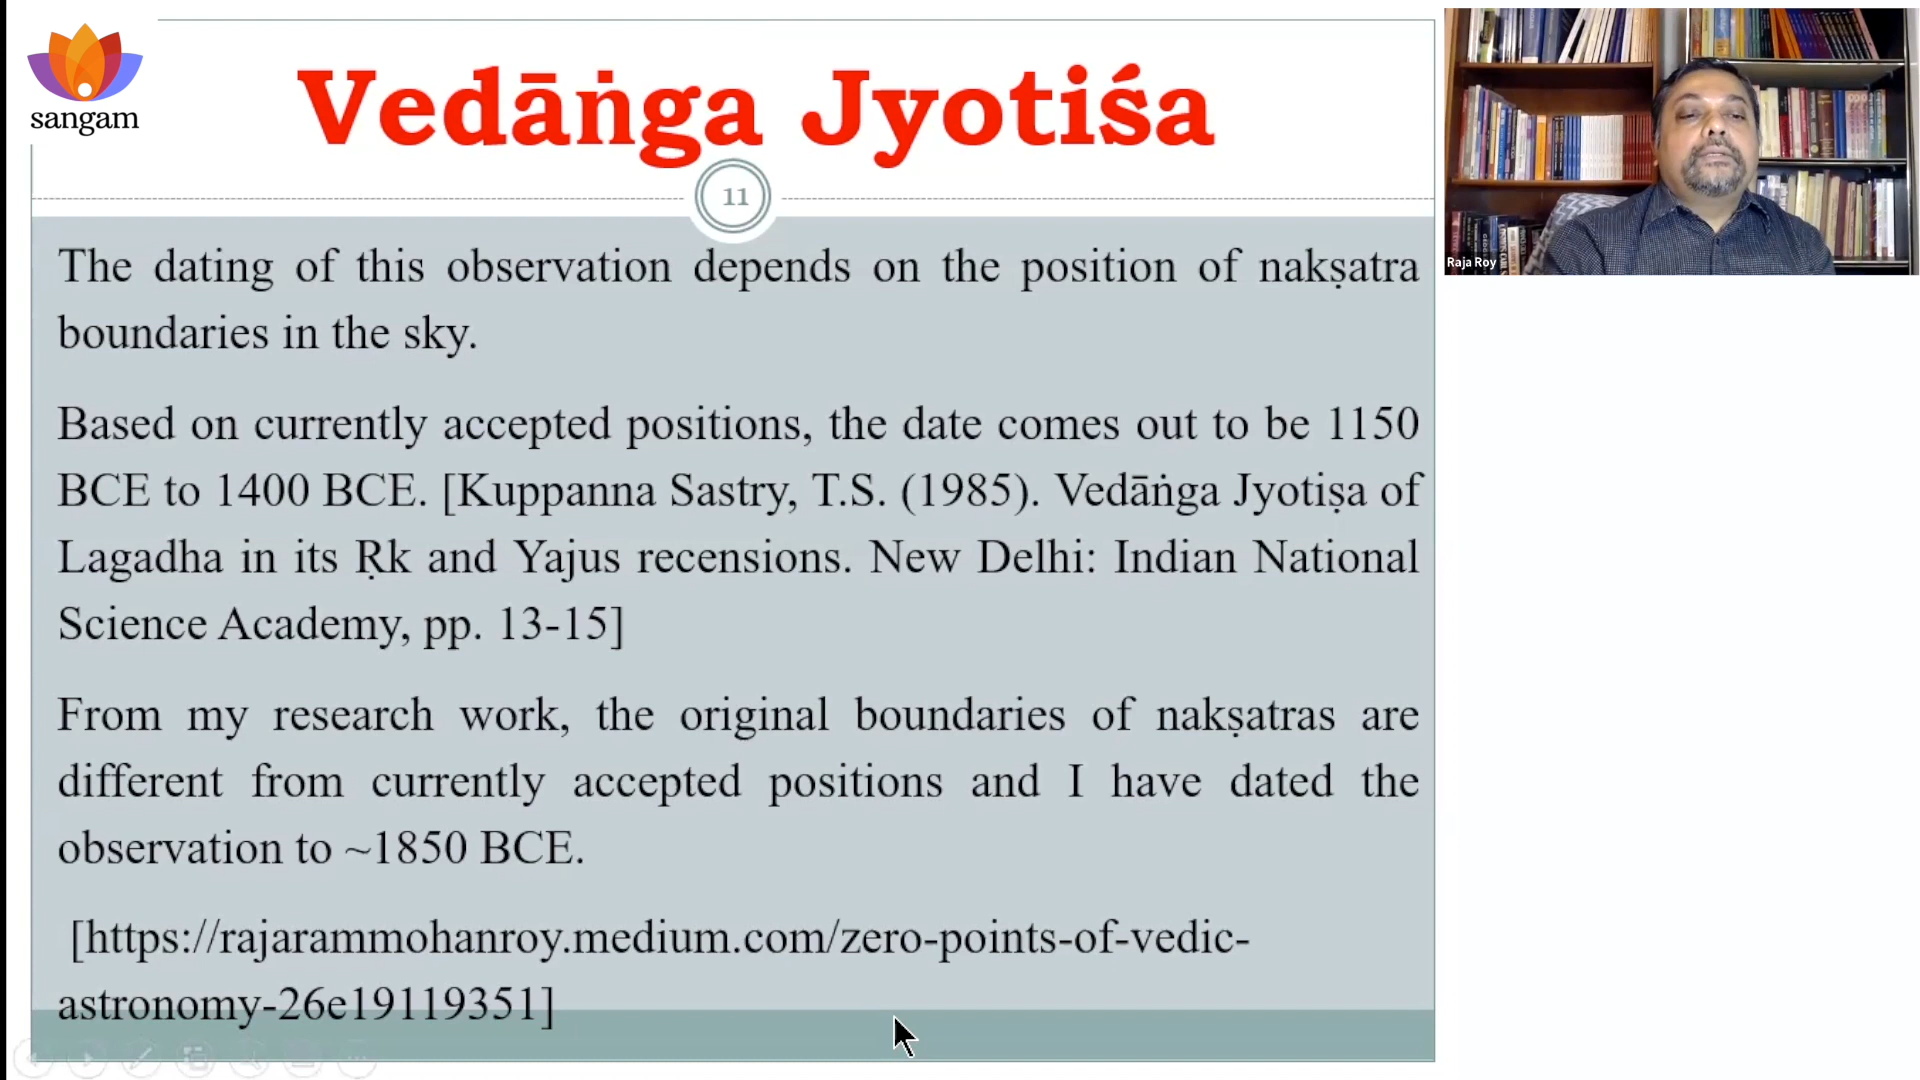 sangam
Vedāṅga Jyotiśa
11
The dating of this observation depends on the position of nakṣatra
boundaries in the sky.
Based on currently accepted positions, the date comes out to be 1150
BCE to 1400 BCE. [Kuppanna Sastry, T.S. (1985). Vedāṅga Jyotiṣa of
Lagadha in its Ṛk and Yajus recensions. New Delhi: Indian National
Science Academy, pp. 13-15]
From my research work, the original boundaries of nakṣatras are
different from currently accepted positions and I have dated the
observation to ~1850 BCE.
[https://rajarammohanroy.medium.com/zero-points-of-vedic-
astronomy-26e19119351]
Raja Roy